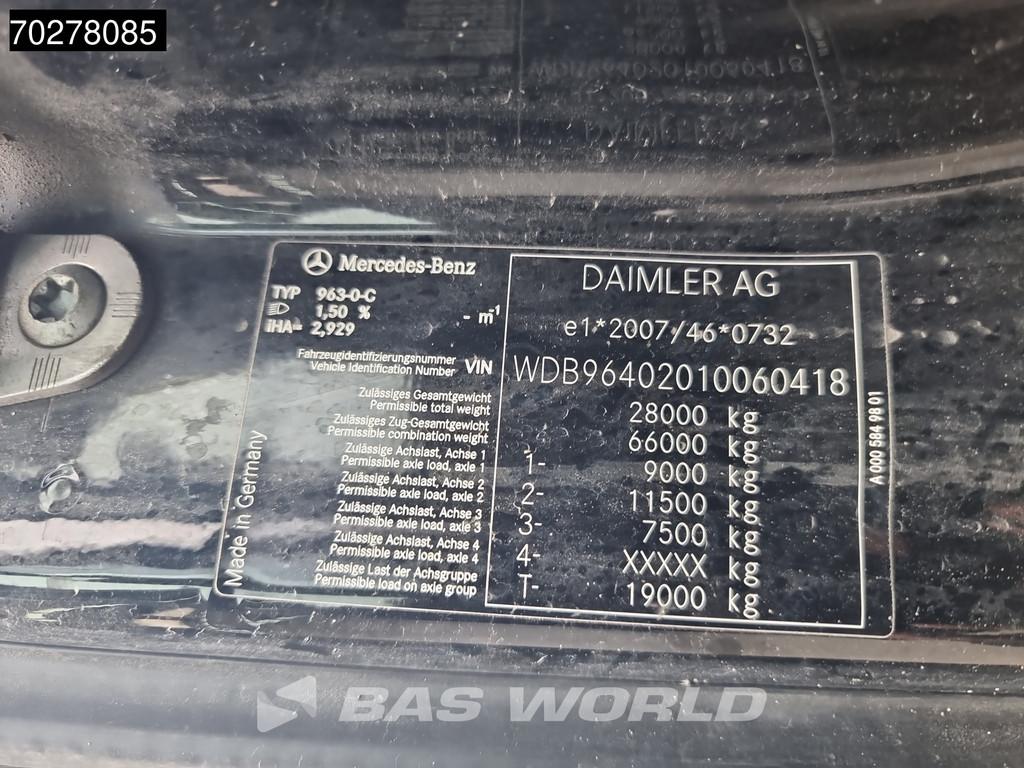 70278085
Mercedes-Benz
TYP 963-0-C
1,50 % - m⁻¹
iHA= 2,929
Fahrzeugidentifizierungsnummer
Vehicle Identification Number VIN
Zulässiges Gesamtgewicht
Permissible total weight
Zulässiges Zug-Gesamtgewicht
Permissible combination weight
Zulässige Achslast, Achse 1
Permissible axle load, axle 1
Zulässige Achslast, Achse 2
Permissible axle load, axle 2
Zulässige Achslast, Achse 3
Permissible axle load, axle 3
Zulässige Achslast, Achse 4
Permissible axle load, axle 4
Zulässige Last der Achsgruppe
Permissible load on axle group
Made in Germany
DAIMLER AG
e1*2007/46*0732
WDB96402010060418
28000 kg
66000 kg
1- 9000 kg
2- 11500 kg
3- 7500 kg
4- XXXXX kg
T- 19000 kg
A 000 584 98 01
BAS WORLD